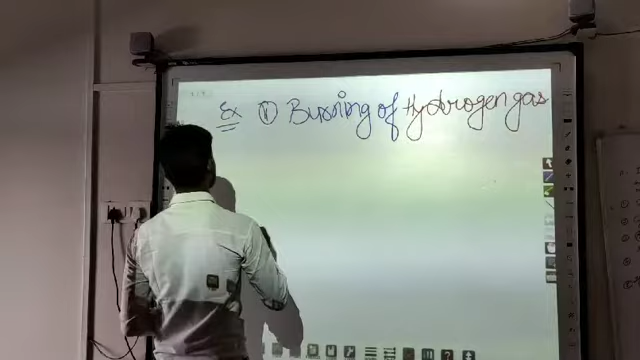 Ex ① Burning of Hydrogen gas